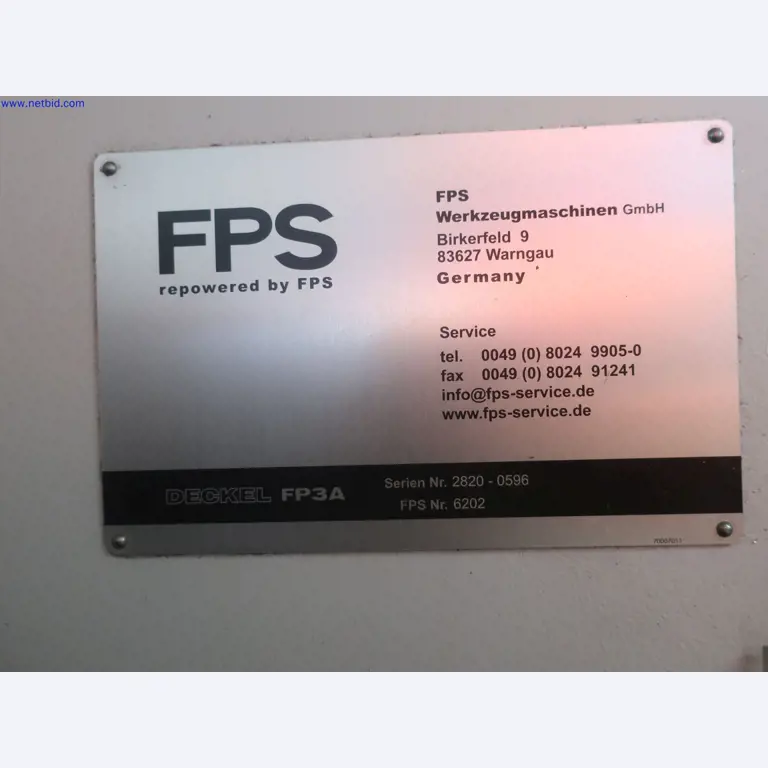 www.netbid.com
FPS
repowered by FPS
FPS
Werkzeugmaschinen GmbH
Birkerfeld 9
83627 Warngau
Germany
Service
tel. 0049 (0) 8024 9905-0
fax 0049 (0) 8024 91241
info@fps-service.de
www.fps-service.de
DECKEL FP3A
Serien Nr. 2820 - 0596
FPS Nr. 6202